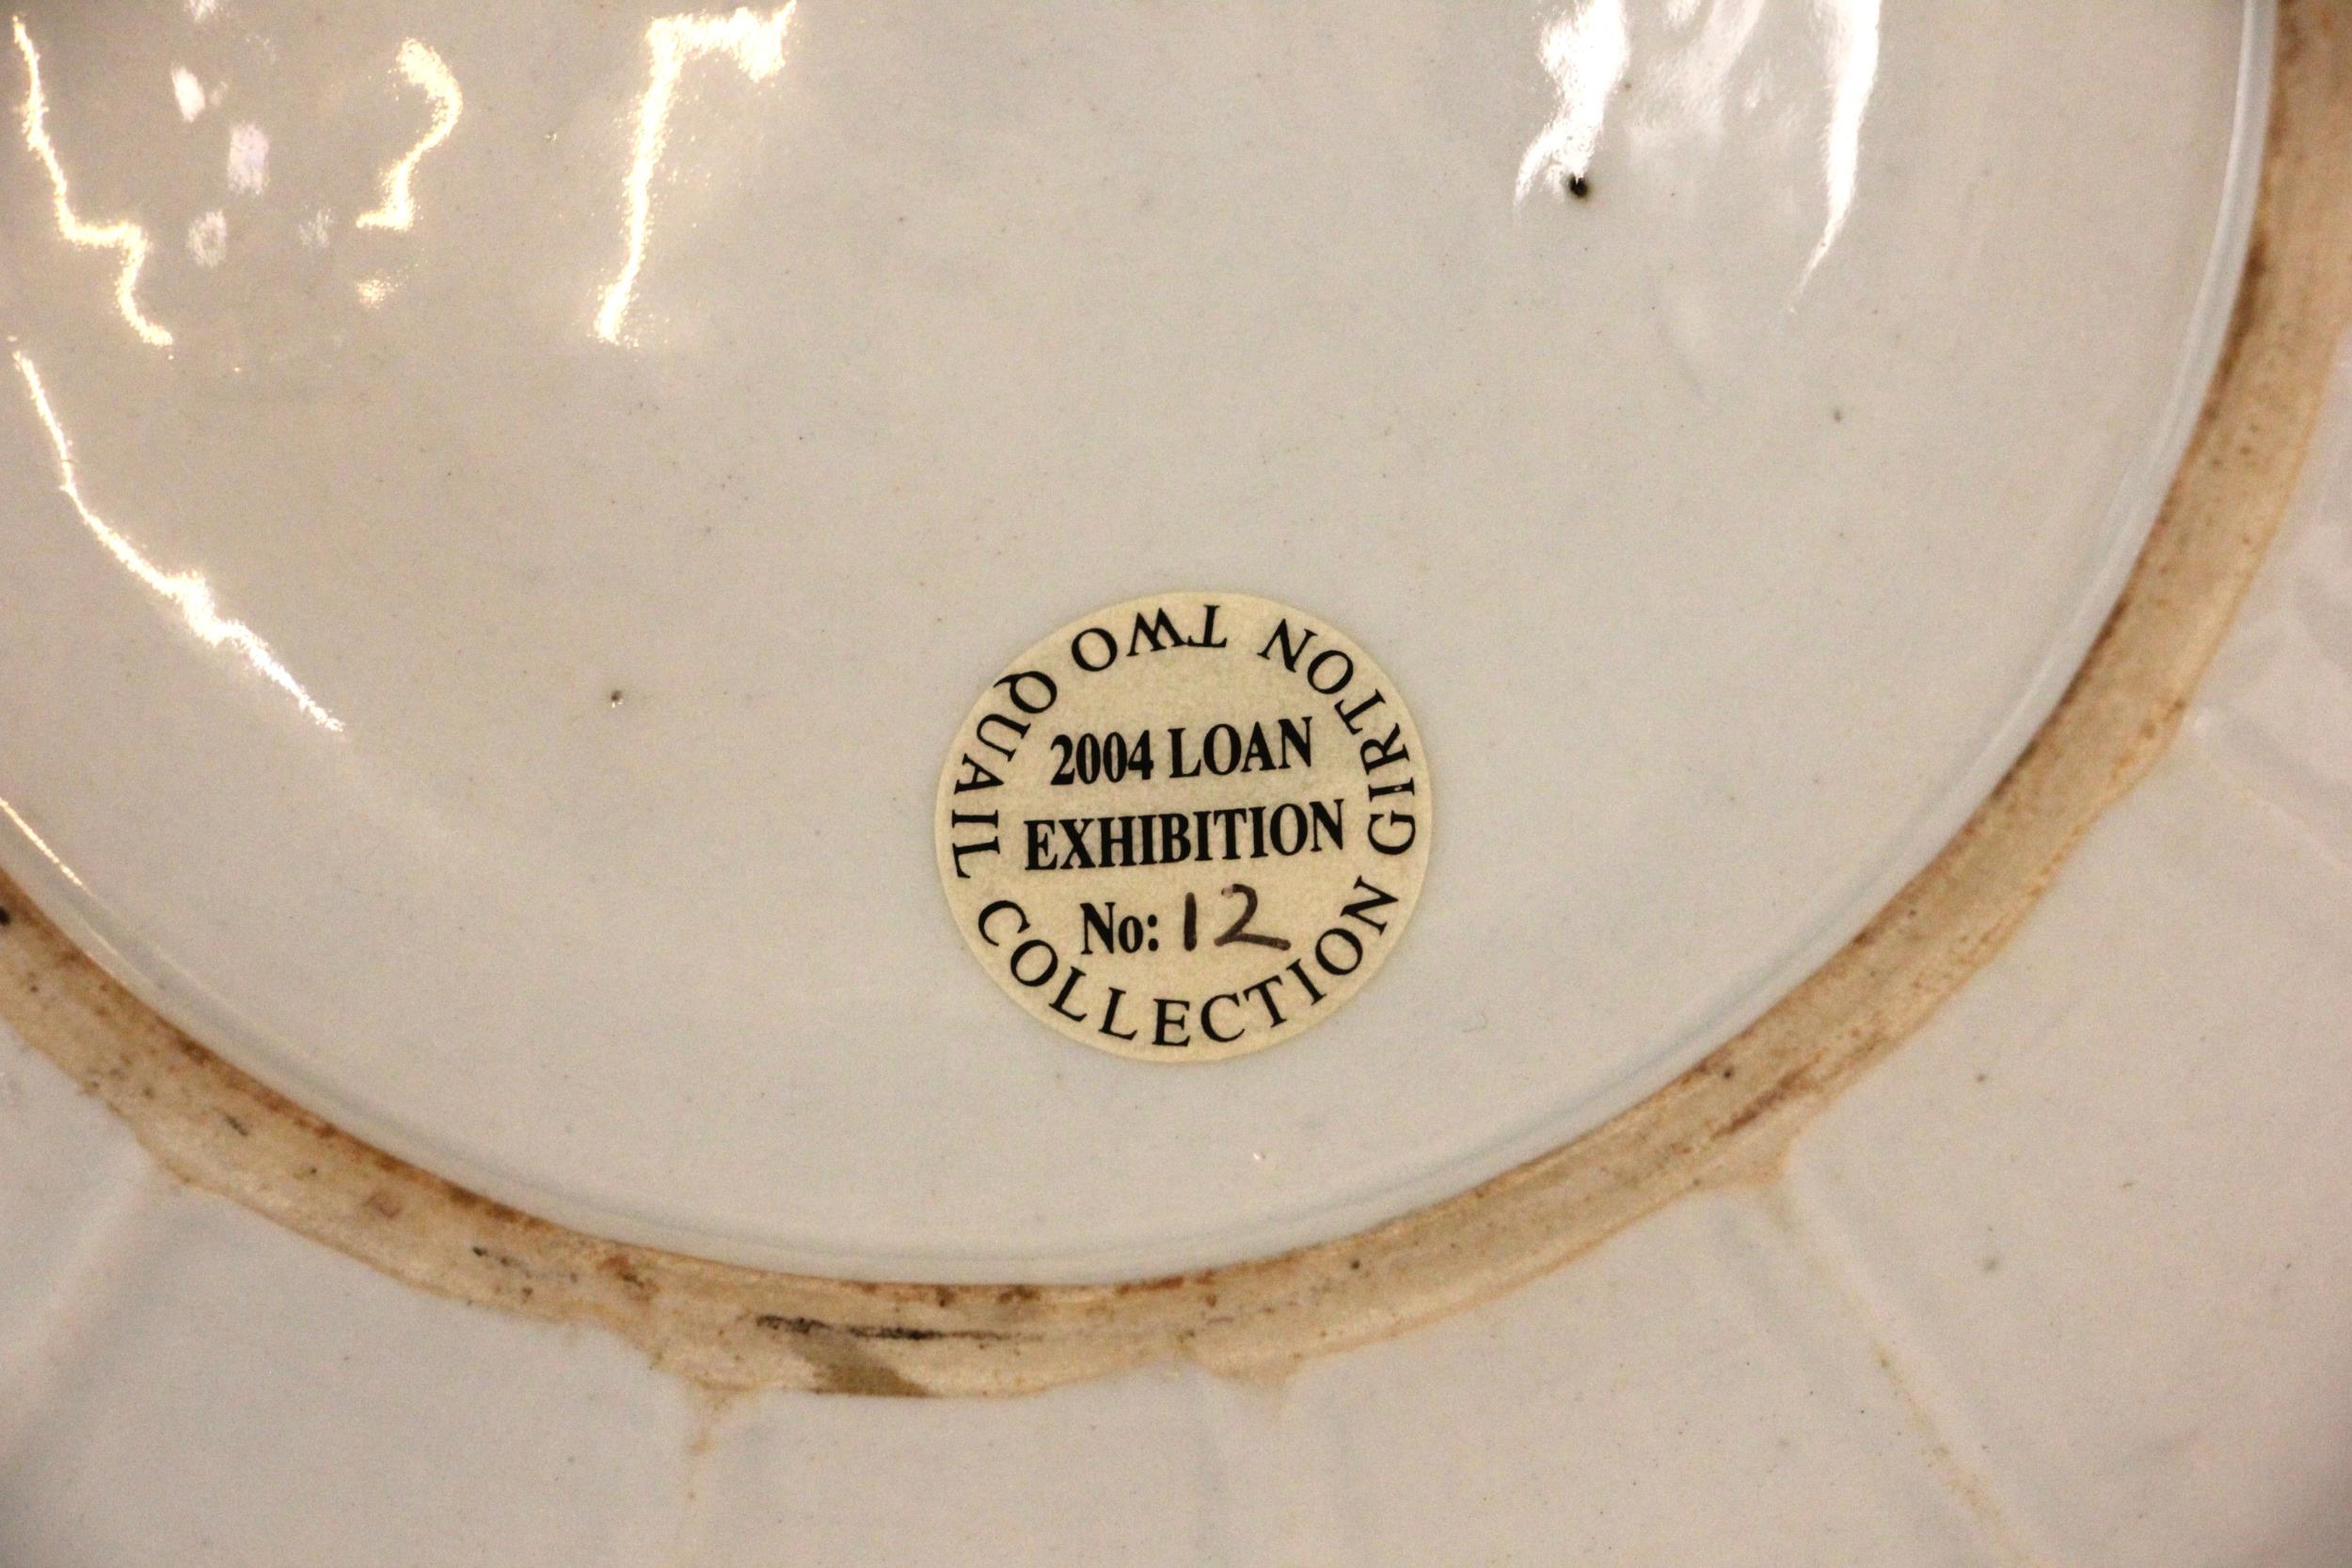 TWO QUAIL COLLECTION GIRTON
2004 LOAN
EXHIBITION
No: 12